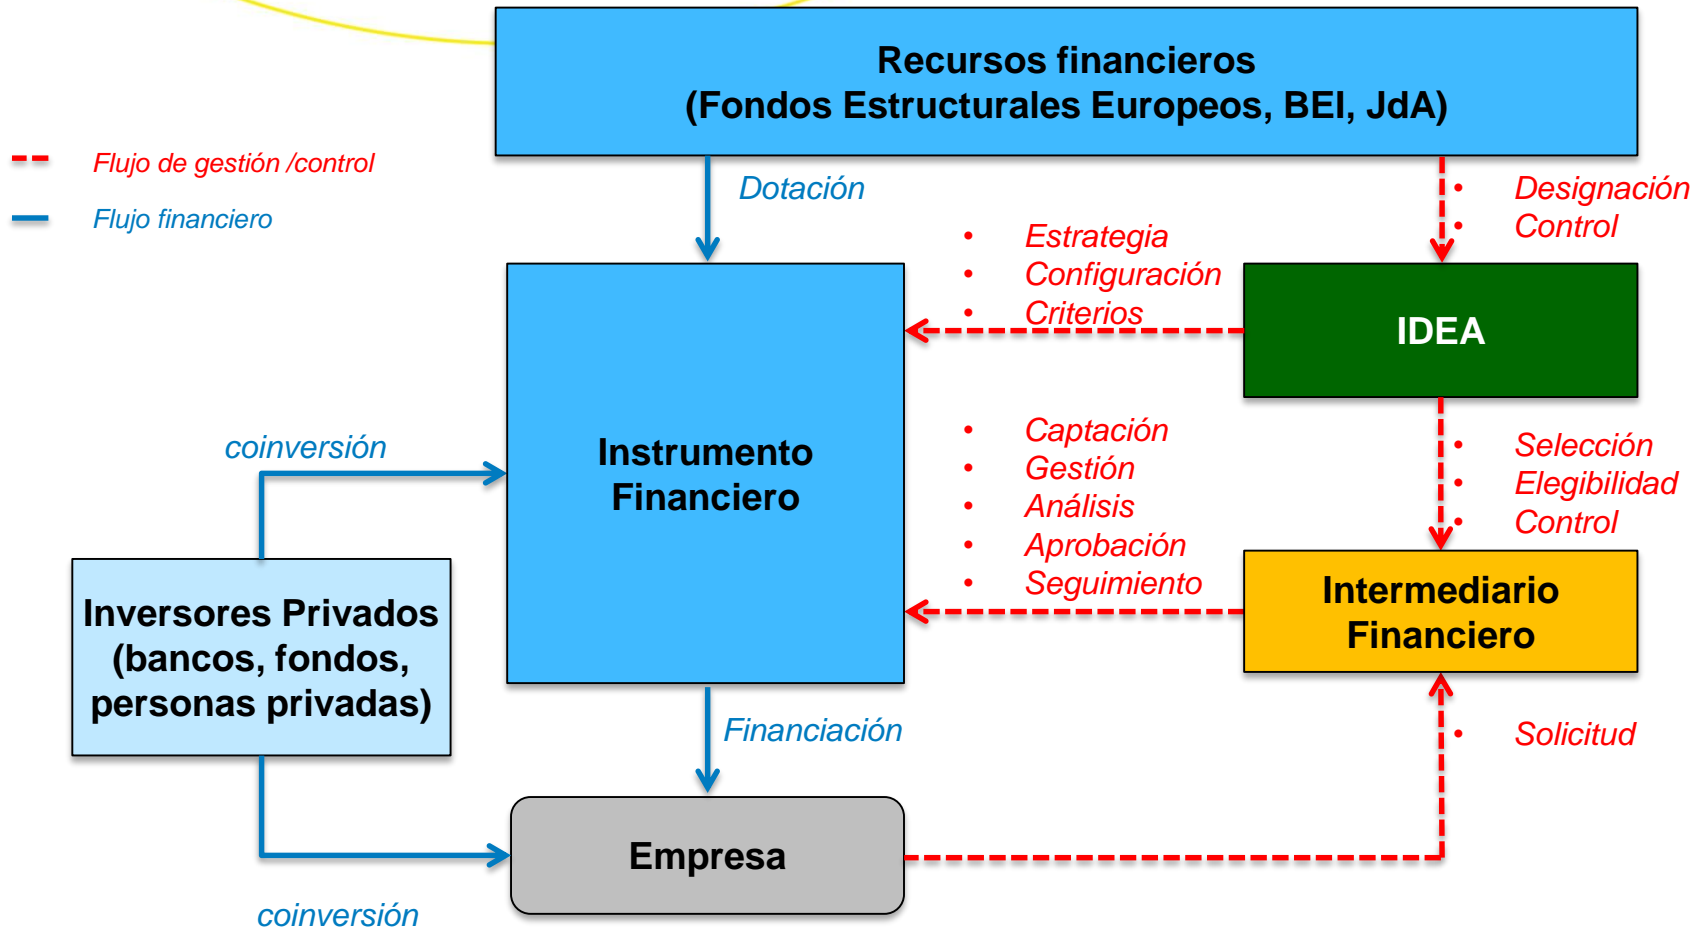 Recursos financieros
(Fondos Estructurales Europeos, BEI, JdA)
Flujo de gestión /control
Flujo financiero
Dotación
• Designación
• Control
• Estrategia
• Configuración
• Criterios
IDEA
coinversión
Instrumento
Financiero
• Captación
• Gestión
• Análisis
• Aprobación
• Seguimiento
• Selección
• Elegibilidad
• Control
Inversores Privados
(bancos, fondos,
personas privadas)
Intermediario
Financiero
Financiación
• Solicitud
Empresa
coinversión